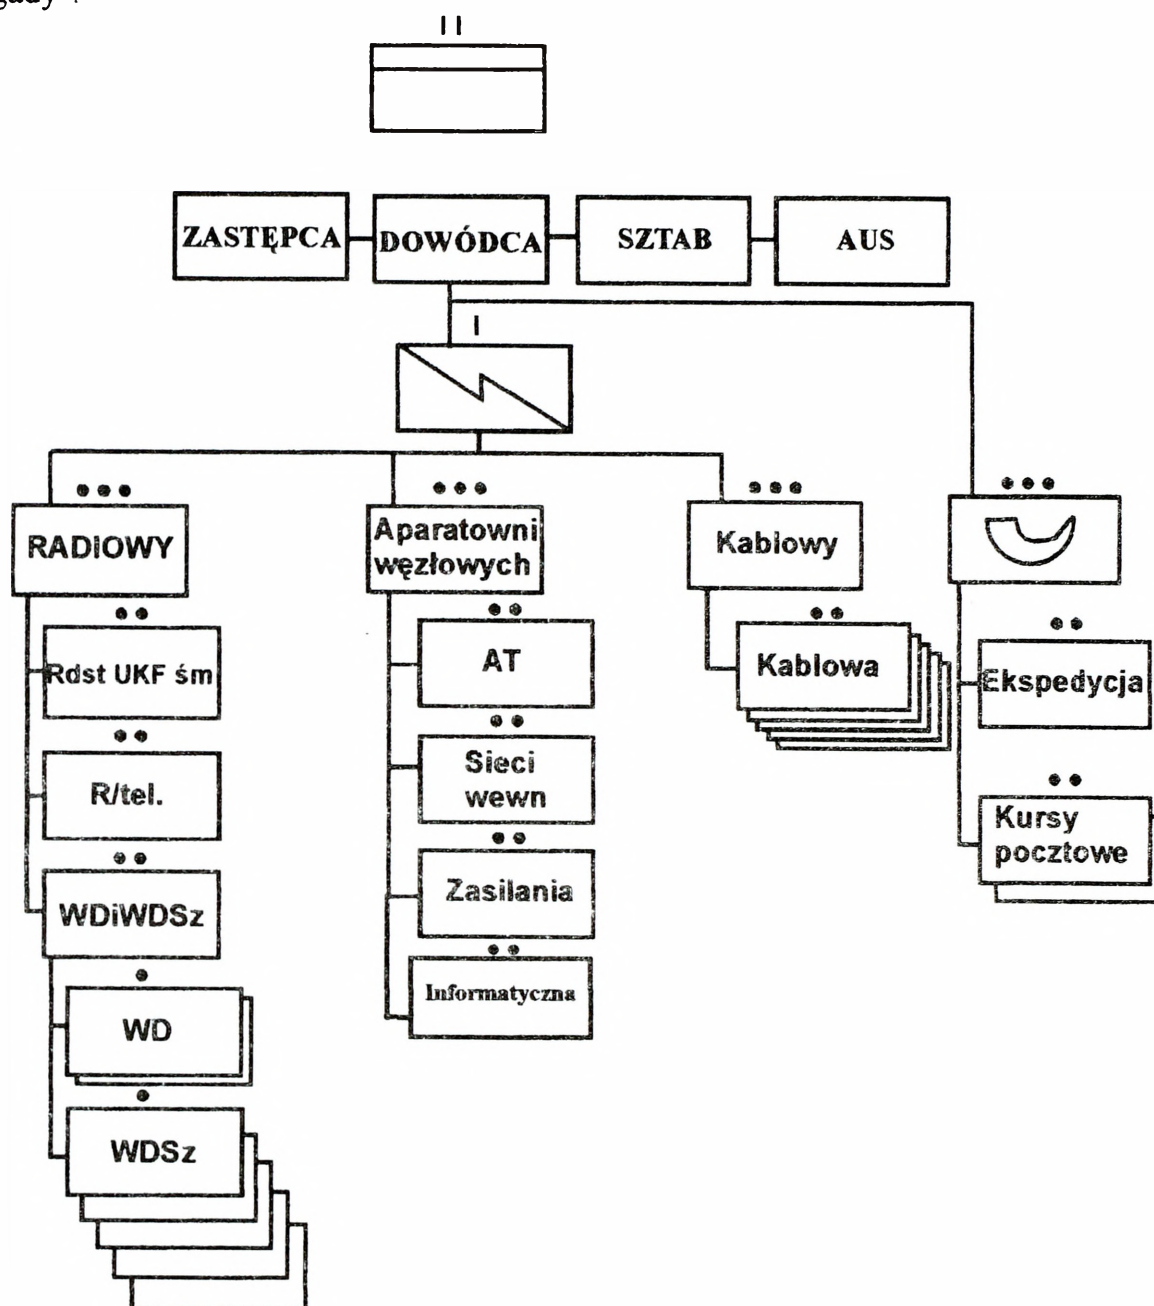 ZASTĘPCA
DOWÓDCA
SZTAB
AUS
RADIOWY
Aparatowni
węzłowych
Kablowy
Rdst UKF śm
AT
Kablowa
Ekspedycja
R/tel.
Sieci
wewn
Kursy
pocztowe
WDiWDSz
Zasilania
Informatyczna
WD
WDSz